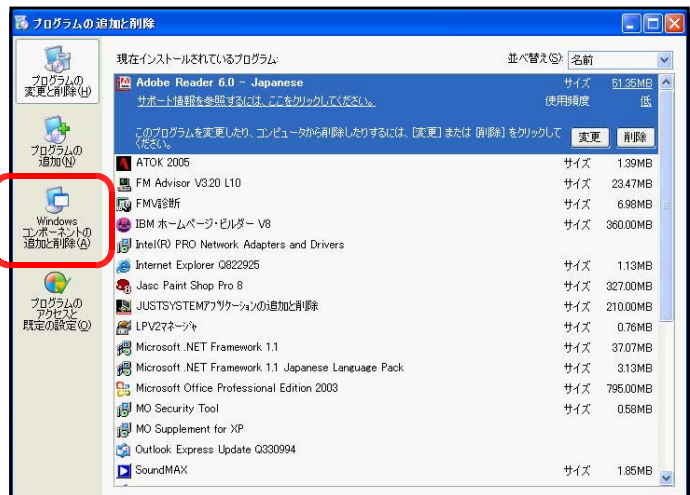 プログラムの追加と削除
プログラムの
変更と削除(H)
プログラムの
追加(N)
Windows
コンポーネントの
追加と削除(A)
プログラムの
アクセスと
既定の設定(O)
現在インストールされているプログラム:
並べ替え(S): 名前
Adobe Reader 6.0 - Japanese サイズ 51.35MB
サポート情報を参照するには、ここをクリックしてください。 使用頻度 低
このプログラムを変更したり、コンピュータから削除したりするには、[変更] または [削除] をクリックして
ください。
変更 削除
ATOK 2005 サイズ 1.39MB
FM Advisor V3.20 L10 サイズ 23.47MB
FMV診断 サイズ 6.98MB
IBM ホームページ・ビルダー V8 サイズ 360.00MB
Intel(R) PRO Network Adapters and Drivers
Internet Explorer Q822925 サイズ 1.13MB
Jasc Paint Shop Pro 8 サイズ 327.00MB
JUSTSYSTEMアプリケーションの追加と削除 サイズ 210.00MB
LPV2マネージャ サイズ 0.76MB
Microsoft .NET Framework 1.1 サイズ 37.07MB
Microsoft .NET Framework 1.1 Japanese Language Pack サイズ 3.13MB
Microsoft Office Professional Edition 2003 サイズ 795.00MB
MO Security Tool サイズ 0.58MB
MO Supplement for XP
Outlook Express Update Q330994
SoundMAX サイズ 1.85MB